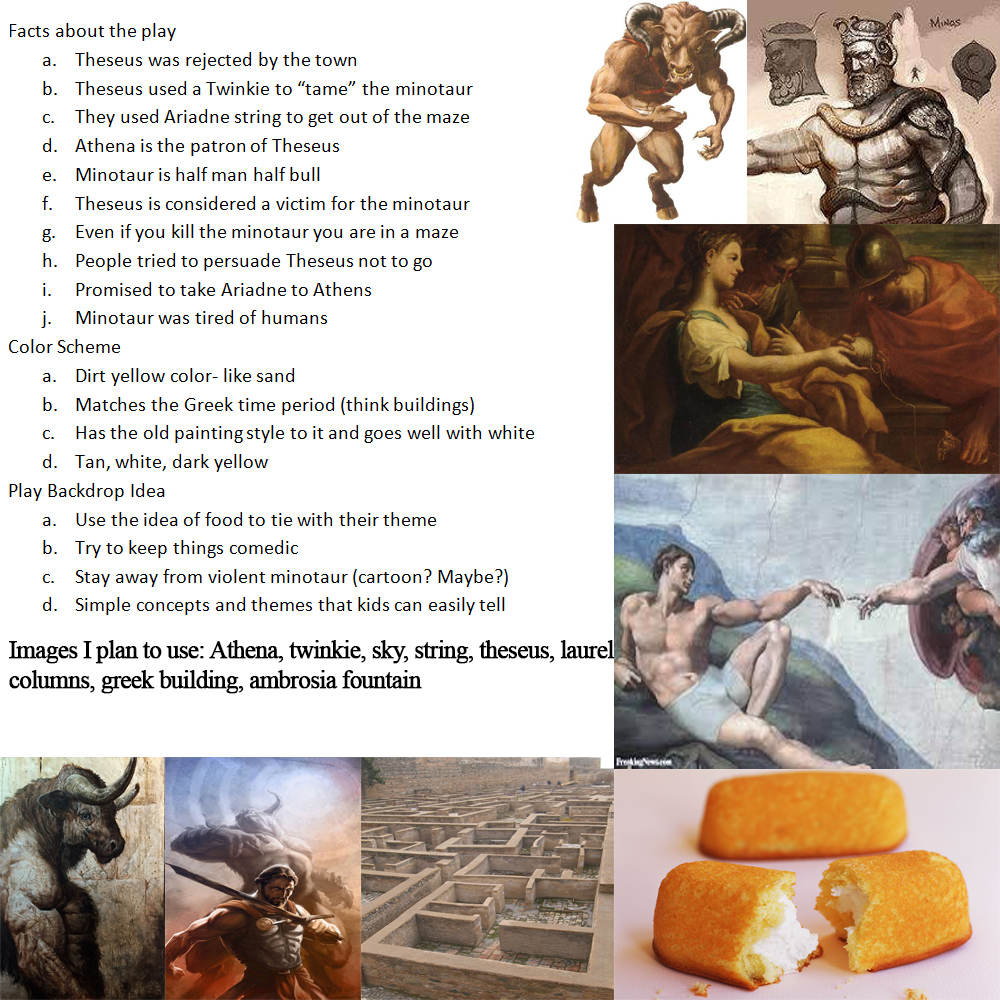 Facts about the play
a. Theseus was rejected by the town
b. Theseus used a Twinkie to “tame” the minotaur
c. They used Ariadne string to get out of the maze
d. Athena is the patron of Theseus
e. Minotaur is half man half bull
f. Theseus is considered a victim for the minotaur
g. Even if you kill the minotaur you are in a maze
h. People tried to persuade Theseus not to go
i. Promised to take Ariadne to Athens
j. Minotaur was tired of humans
Color Scheme
a. Dirt yellow color- like sand
b. Matches the Greek time period (think buildings)
c. Has the old painting style to it and goes well with white
d. Tan, white, dark yellow
Play Backdrop Idea
a. Use the idea of food to tie with their theme
b. Try to keep things comedic
c. Stay away from violent minotaur (cartoon? Maybe?)
d. Simple concepts and themes that kids can easily tell
Images I plan to use: Athena, twinkie, sky, string, theseus, laurel
columns, greek building, ambrosia fountain
MINOS
FreakingNews.com